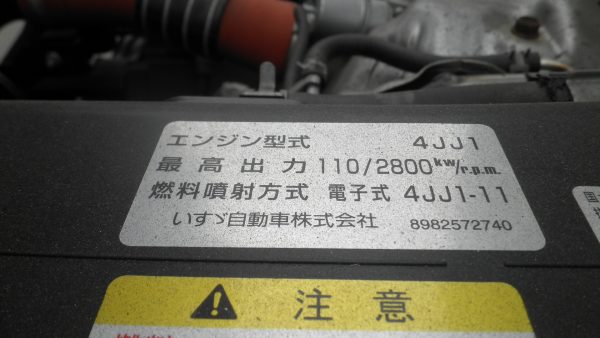 エンジン型式 4JJ1
最高出力 110/2800kW/r.p.m.
燃料噴射方式 電子式 4JJ1-11
いすゞ自動車株式会社 8982572740
注意